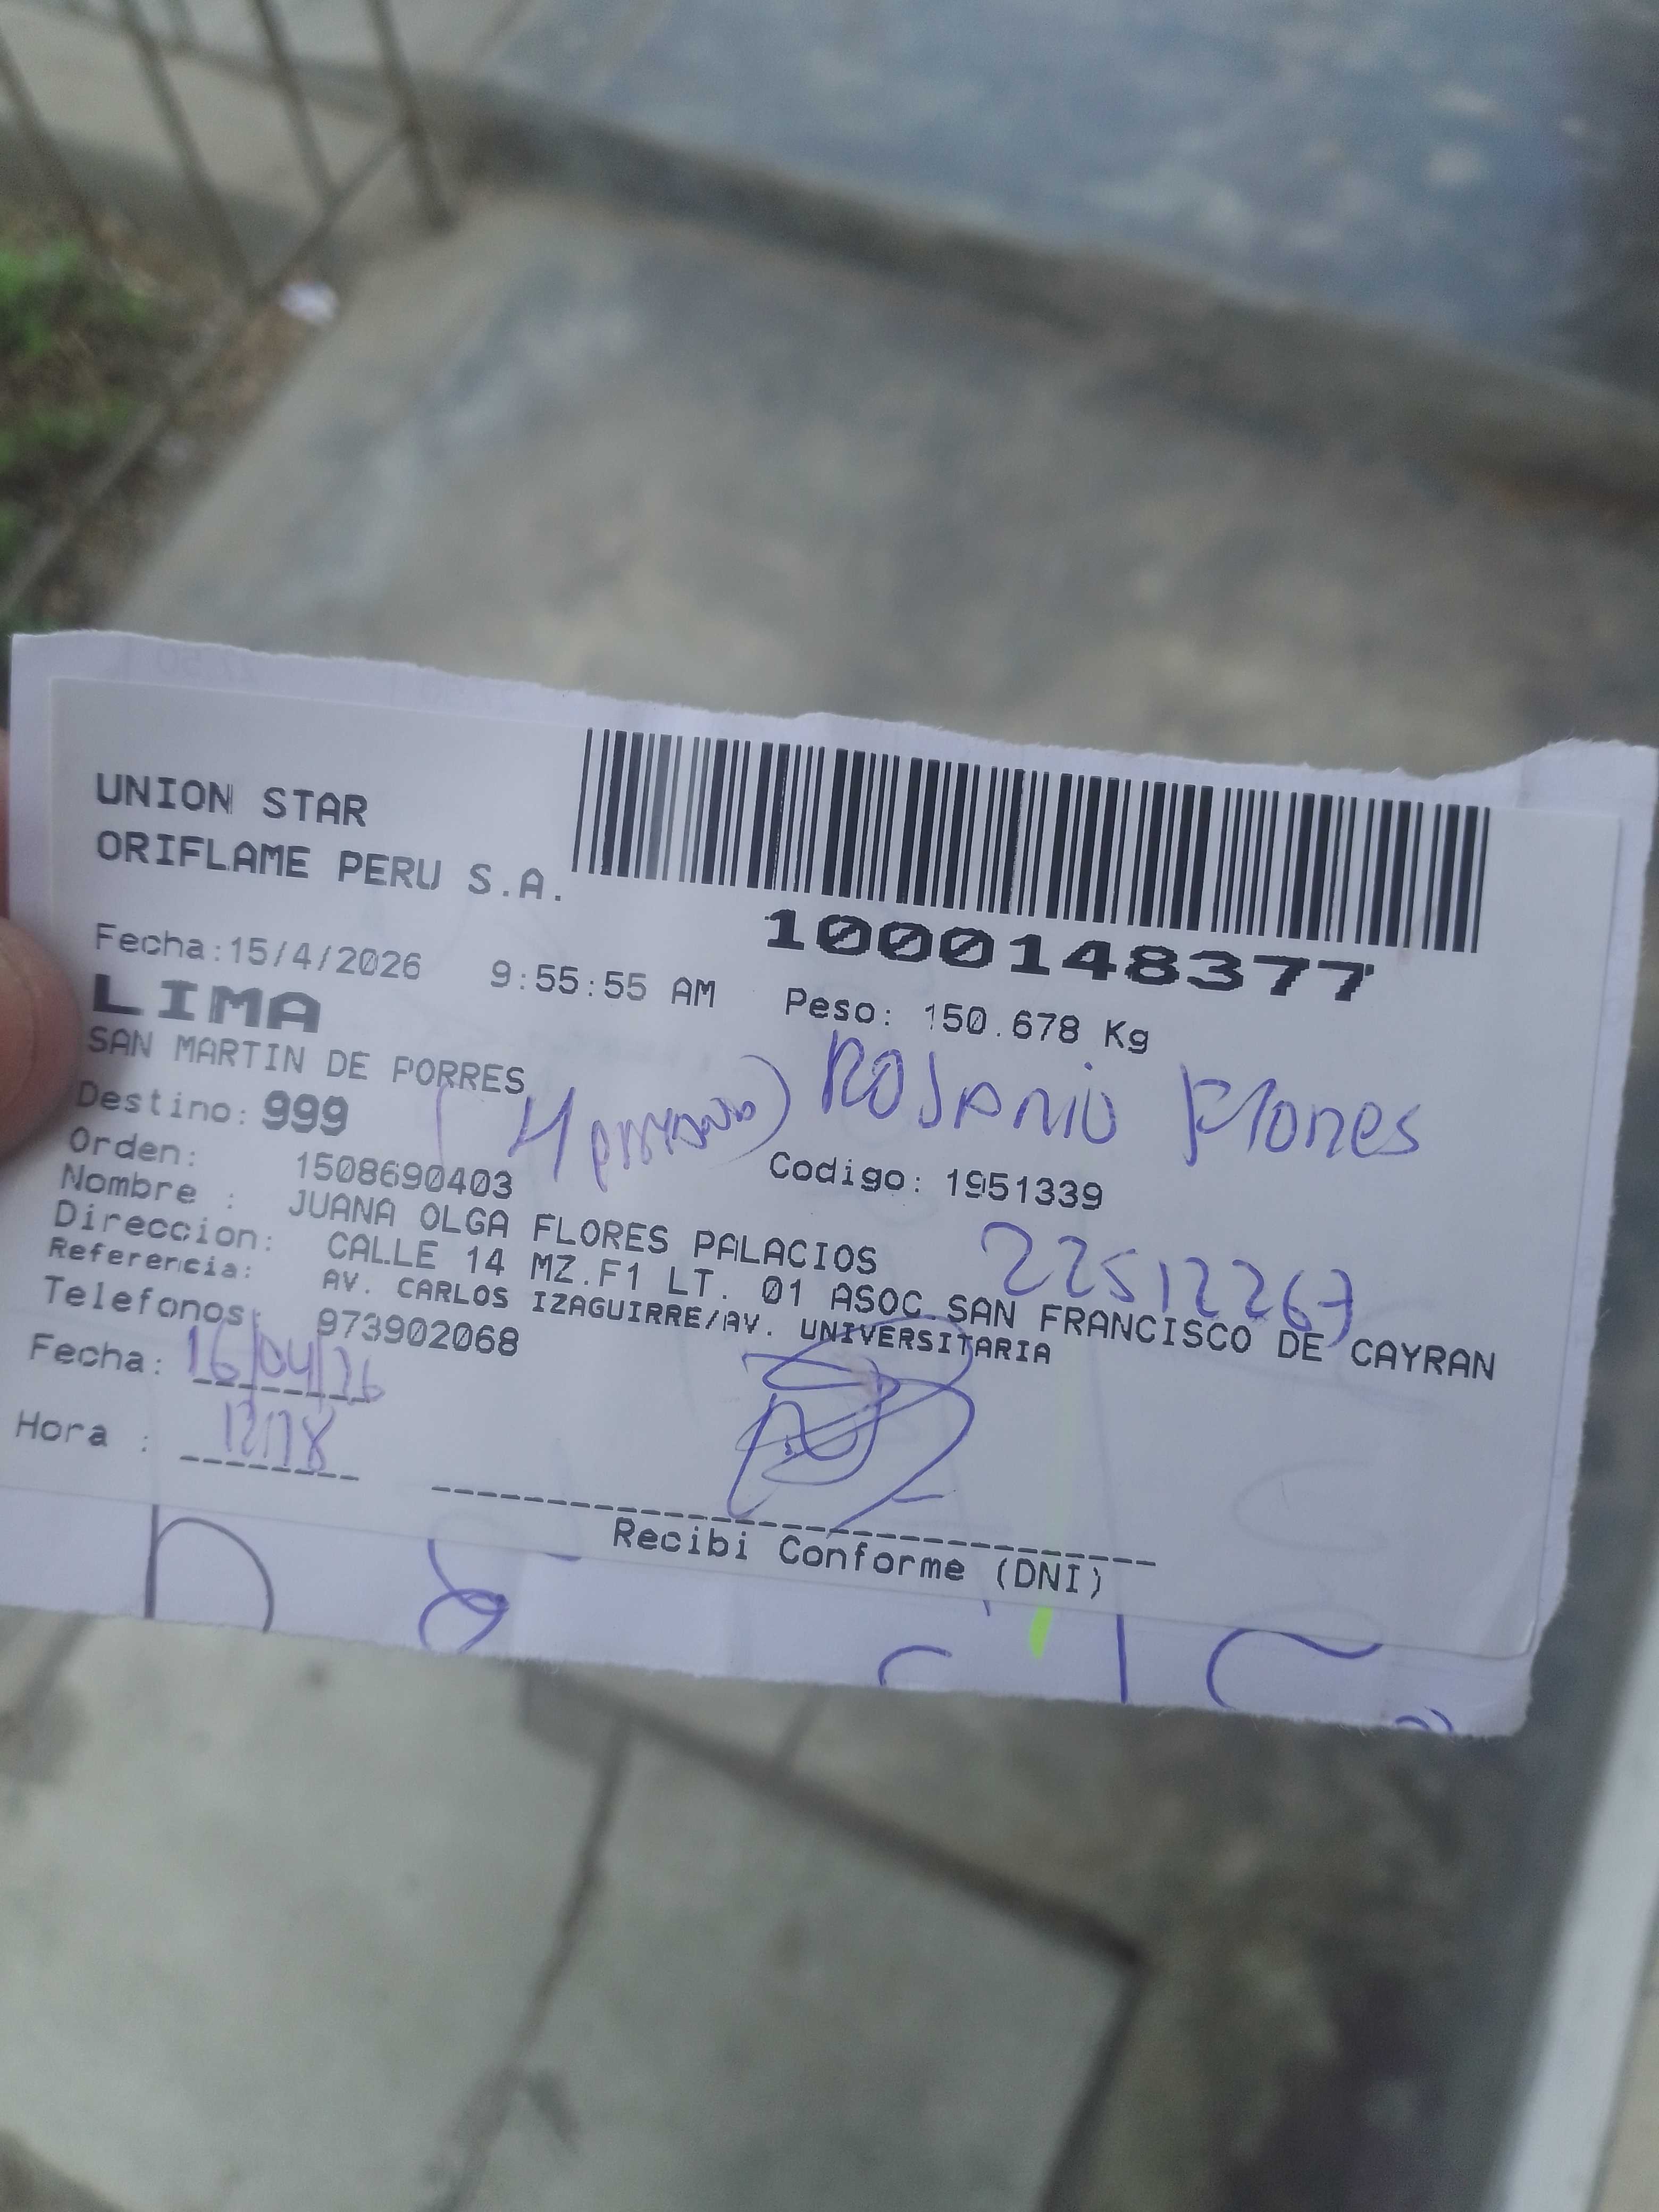 UNION STAR
ORIFLAME PERU S.A.
1000148377
Fecha:15/4/2026 9:55:55 AM Peso: 150.678 Kg
LIMA
SAN MARTIN DE PORRES
Rosario Flores
Destino: 999
Orden: 1508690403 Codigo: 1951339
Nombre : JUANA OLGA FLORES PALACIOS
22512267
Direccion: CALLE 14 MZ.F1 LT. 01 ASOC SAN FRANCISCO DE CAYRAN
Referencia: AV. CARLOS IZAGUIRRE/AV. UNIVERSITARIA
Telefonos: 973902068
Fecha: 16/04/26
Hora :
Recibi Conforme (DNI)